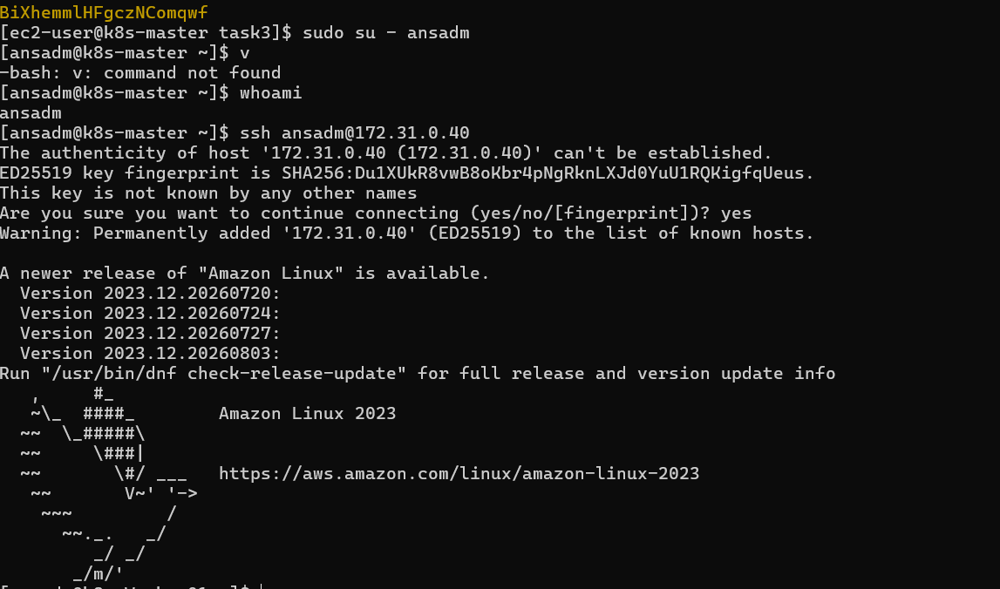 BiXhemmlHFgczNComqwf
[ec2-user@k8s-master task3]$ sudo su - ansadm
[ansadm@k8s-master ~]$ v
-bash: v: command not found
[ansadm@k8s-master ~]$ whoami
ansadm
[ansadm@k8s-master ~]$ ssh ansadm@172.31.0.40
The authenticity of host '172.31.0.40 (172.31.0.40)' can't be established.
ED25519 key fingerprint is SHA256:Du1XUkR8vwB8oKbr4pNgRknLXJd0YuU1RQKigfqUeus.
This key is not known by any other names
Are you sure you want to continue connecting (yes/no/[fingerprint])? yes
Warning: Permanently added '172.31.0.40' (ED25519) to the list of known hosts.
A newer release of "Amazon Linux" is available.
  Version 2023.12.20260720:
  Version 2023.12.20260724:
  Version 2023.12.20260727:
  Version 2023.12.20260803:
Run "/usr/bin/dnf check-release-update" for full release and version update info
   ,     #_
   ~\_  ####_        Amazon Linux 2023
  ~~  \_#####\
  ~~     \###|
  ~~       \#/ ___   https://aws.amazon.com/linux/amazon-linux-2023
   ~~       V~' '->
    ~~~         /
      ~~._.   _/
         _/ _/
       _/m/'